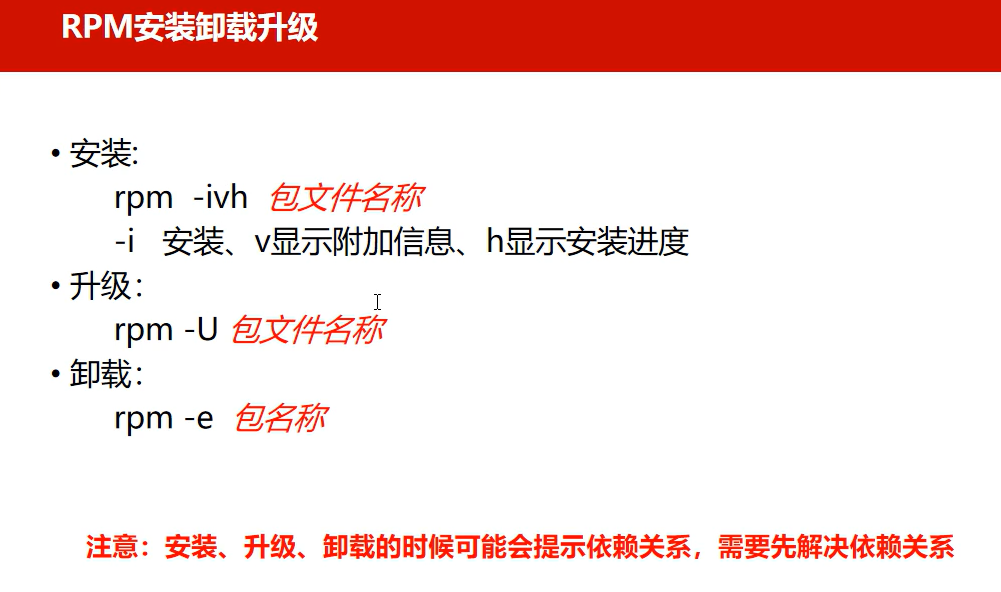 RPM安装卸载升级
• 安装:
rpm -ivh 包文件名称
-i 安装、v显示附加信息、h显示安装进度
• 升级：
rpm -U 包文件名称
• 卸载：
rpm -e 包名称
注意：安装、升级、卸载的时候可能会提示依赖关系，需要先解决依赖关系